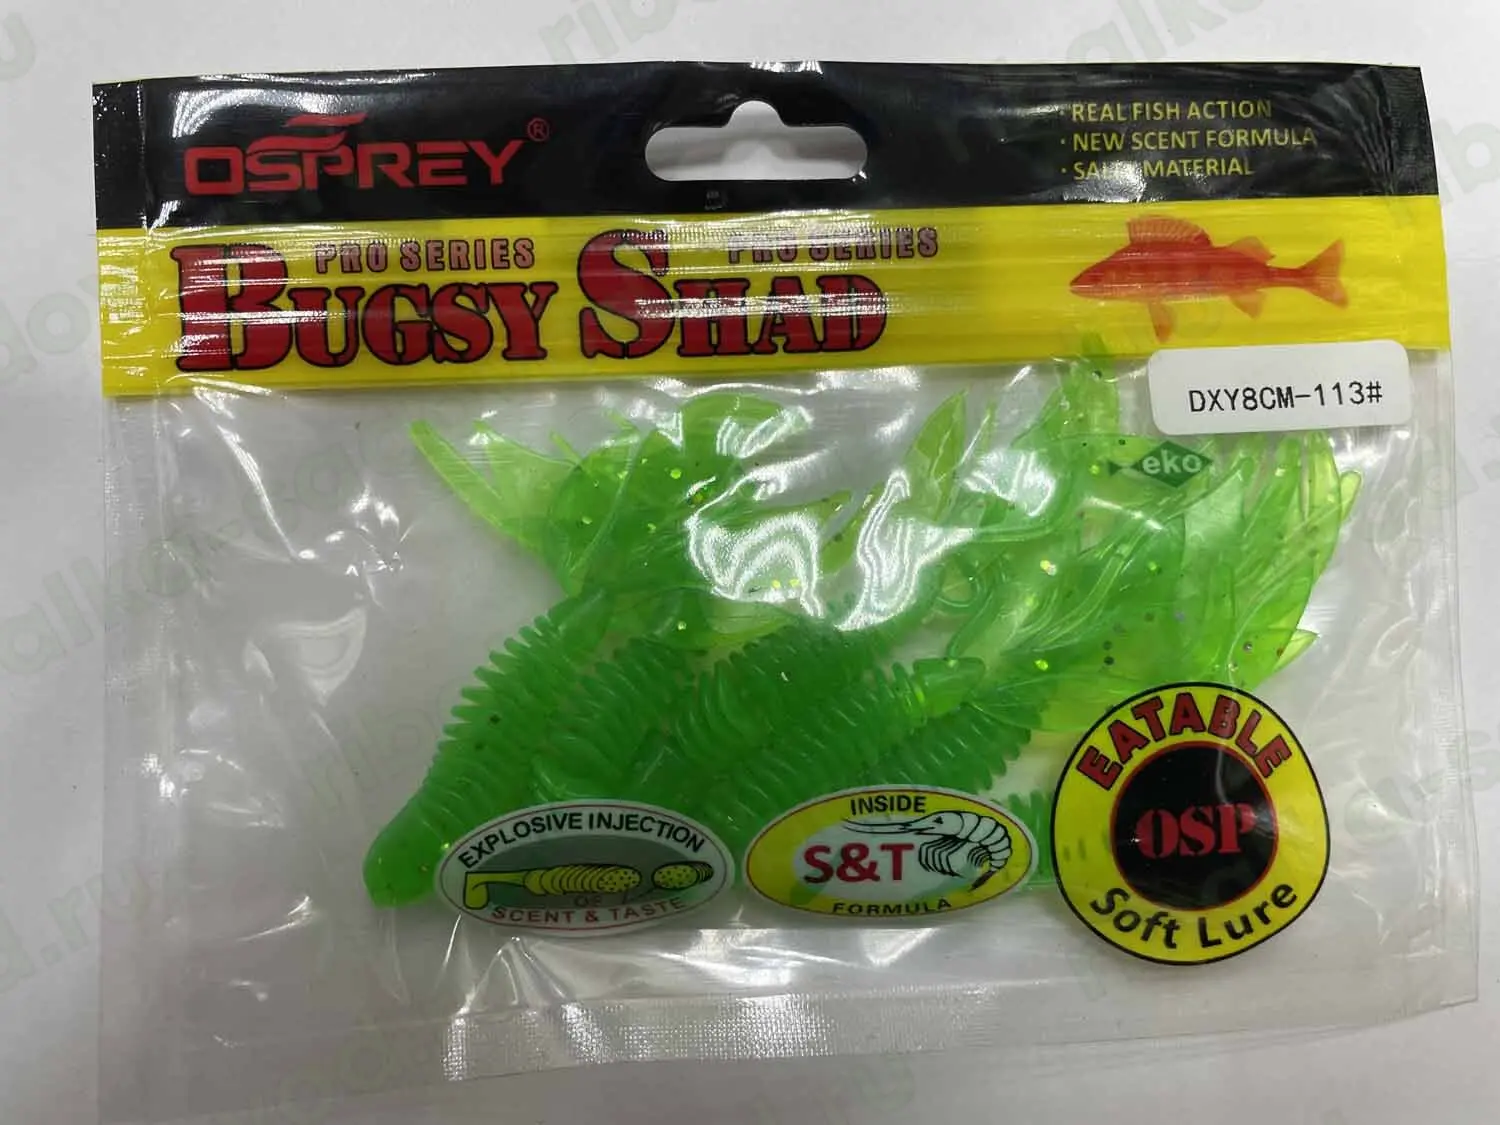 OSPREY®
· REAL FISH ACTION
· NEW SCENT FORMULA
· SALTY MATERIAL
PRO SERIES PRO SERIES
BUGSY SHAD
DXY8CM-113#
eko
EATABLE
OSP
Soft Lure
EXPLOSIVE INJECTION
OF
SCENT & TASTE
INSIDE
S&T
FORMULA